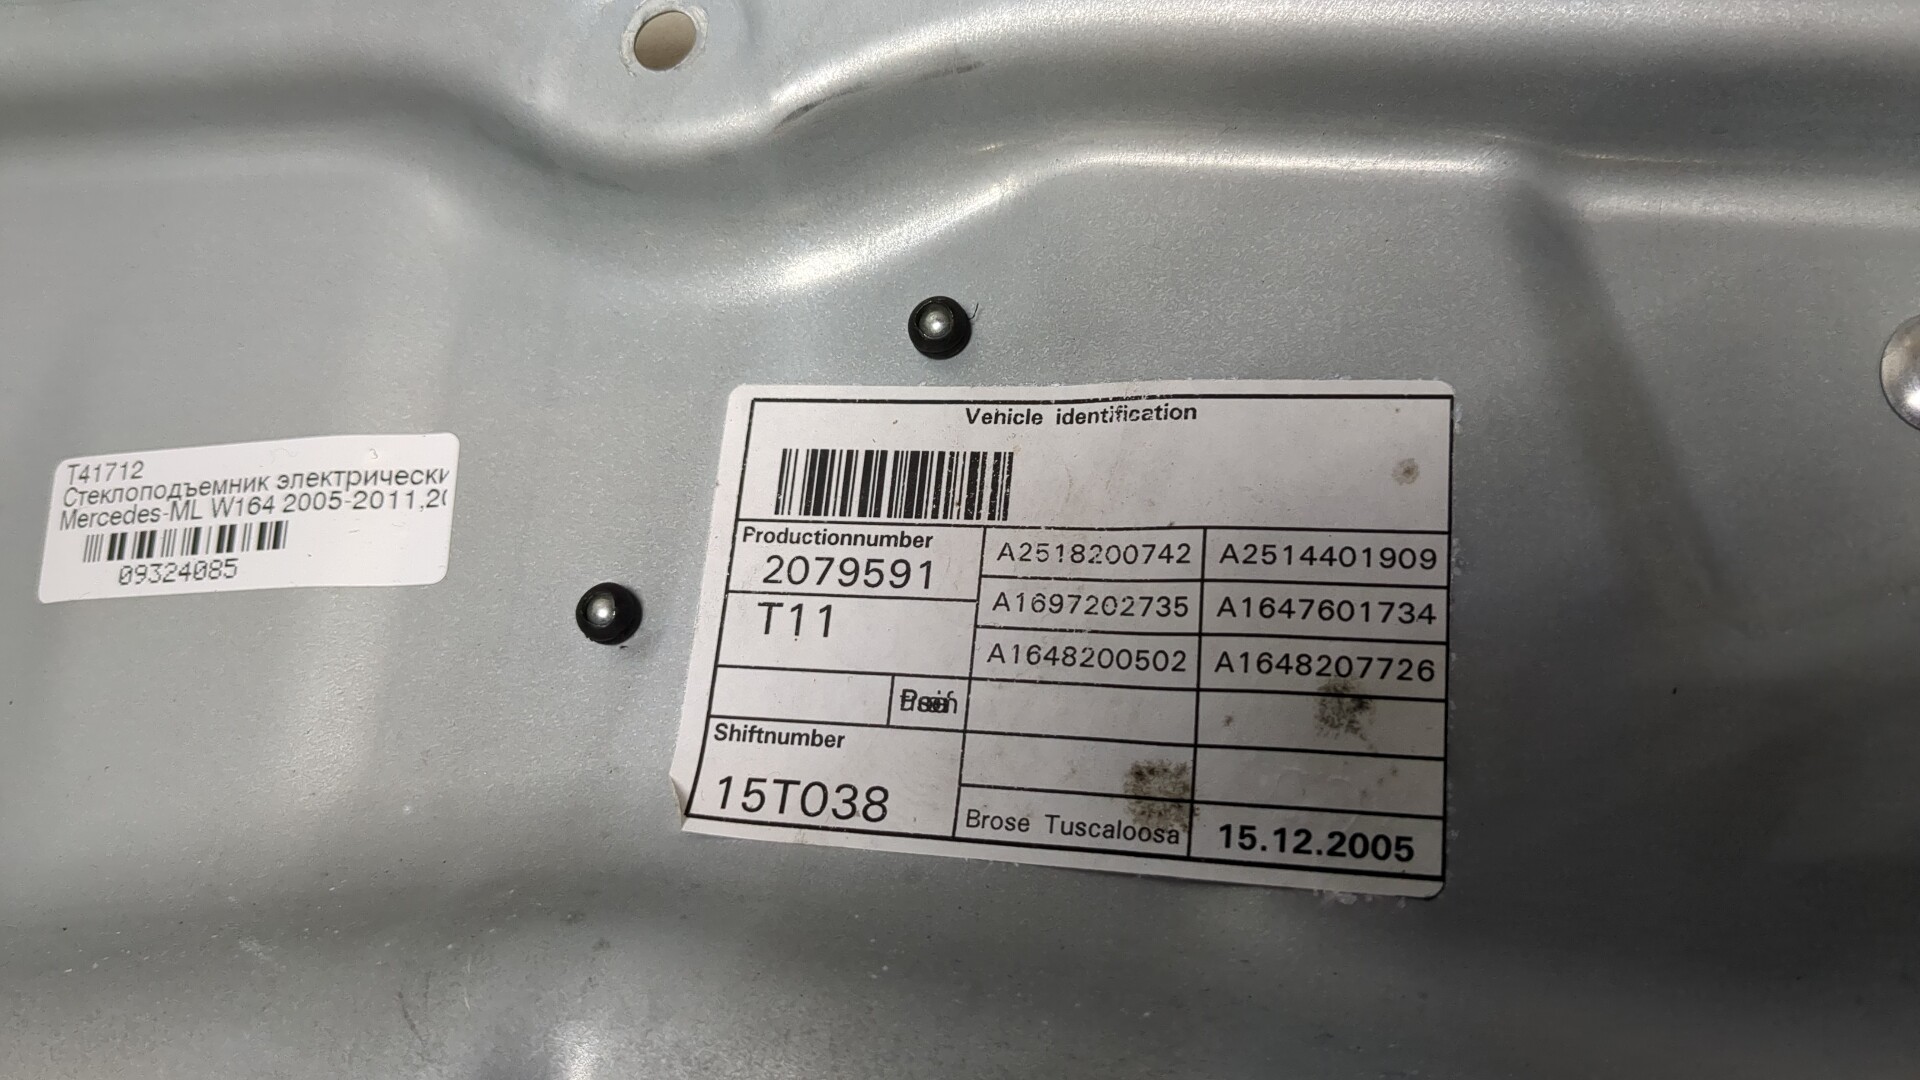 T41712
Стеклоподъемник электрически
Mercedes-ML W164 2005-2011,20
09324085
Vehicle identification
Productionnumber
2079591
T11
Shiftnumber
15T038
A2518200742 A2514401909
A1697202735 A1647601734
A1648200502 A1648207726
Brose Tuscaloosa 15.12.2005